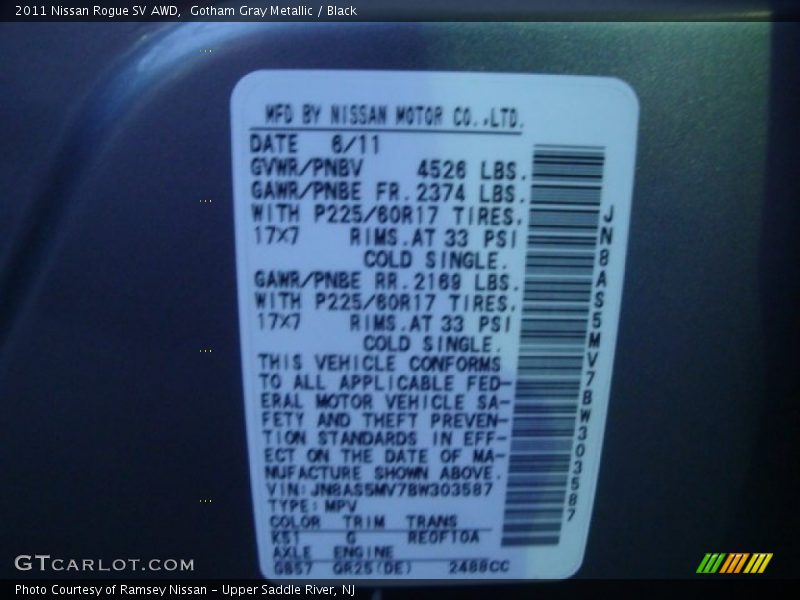 2011 Nissan Rogue SV AWD, Gotham Gray Metallic / Black
MFD BY NISSAN MOTOR CO.,LTD.
DATE 6/11
GVWR/PNBV 4526 LBS.
GAWR/PNBE FR. 2374 LBS.
WITH P225/60R17 TIRES.
17X7 RIMS. AT 33 PSI
COLD SINGLE.
GAWR/PNBE RR. 2169 LBS.
WITH P225/60R17 TIRES.
17X7 RIMS. AT 33 PSI
COLD SINGLE.
THIS VEHICLE CONFORMS
TO ALL APPLICABLE FED-
ERAL MOTOR VEHICLE SA-
FETY AND THEFT PREVEN-
TION STANDARDS IN EFF-
ECT ON THE DATE OF MA-
NUFACTURE SHOWN ABOVE.
VIN: JN8AS5MV7BW303587
TYPE: MPV
COLOR TRIM TRANS
K51 G RE0F10A
AXLE ENGINE
GB57 QR25(DE) 2488CC
JN8AS5MV7BW303587
GTCARLOT.COM
Photo Courtesy of Ramsey Nissan - Upper Saddle River, NJ